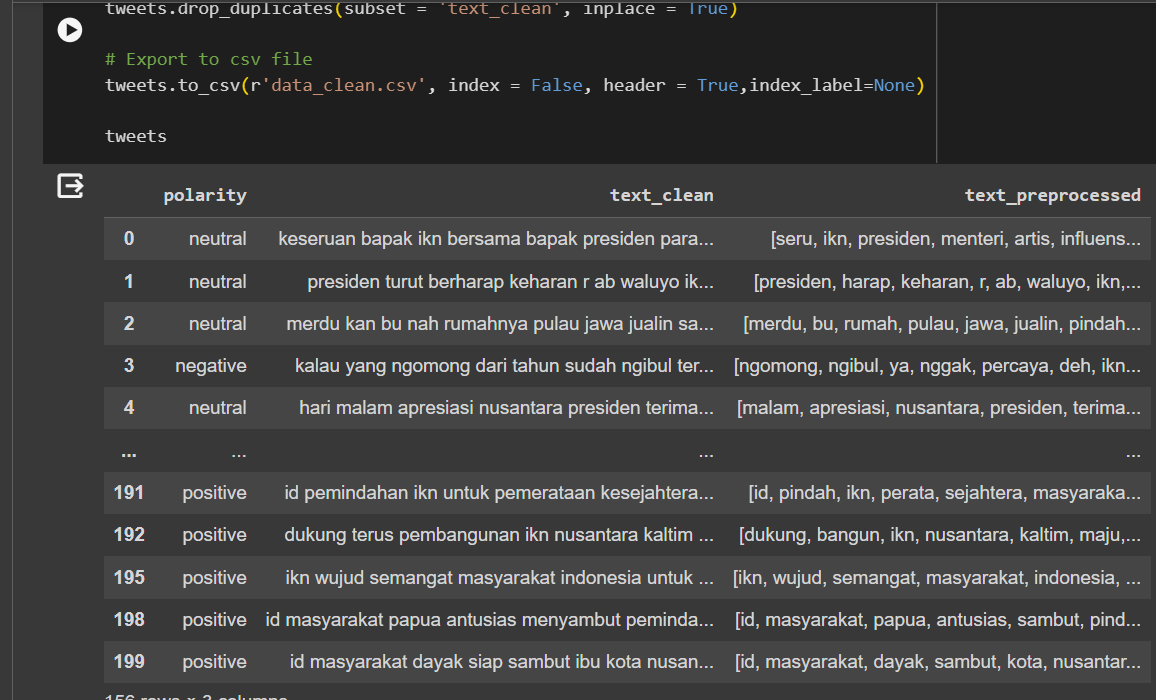 tweets.drop_duplicates(subset = 'text_clean', inplace = True)
# Export to csv file
tweets.to_csv(r'data_clean.csv', index = False, header = True,index_label=None)
tweets
polarity text_clean text_preprocessed
0 neutral keseruan bapak ikn bersama bapak presiden para... [seru, ikn, presiden, menteri, artis, influens...
1 neutral presiden turut berharap keharan r ab waluyo ik... [presiden, harap, keharan, r, ab, waluyo, ikn,...
2 neutral merdu kan bu nah rumahnya pulau jawa jualin sa... [merdu, bu, rumah, pulau, jawa, jualin, pindah...
3 negative kalau yang ngomong dari tahun sudah ngibul ter... [ngomong, ngibul, ya, nggak, percaya, deh, ikn...
4 neutral hari malam apresiasi nusantara presiden terima... [malam, apresiasi, nusantara, presiden, terima...
... ... ... ...
191 positive id pemindahan ikn untuk pemerataan kesejahtera... [id, pindah, ikn, perata, sejahtera, masyaraka...
192 positive dukung terus pembangunan ikn nusantara kaltim ... [dukung, bangun, ikn, nusantara, kaltim, maju,...
195 positive ikn wujud semangat masyarakat indonesia untuk ... [ikn, wujud, semangat, masyarakat, indonesia, ...
198 positive id masyarakat papua antusias menyambut peminda... [id, masyarakat, papua, antusias, sambut, pind...
199 positive id masyarakat dayak siap sambut ibu kota nusan... [id, masyarakat, dayak, sambut, kota, nusantar...
156 rows x 3 columns